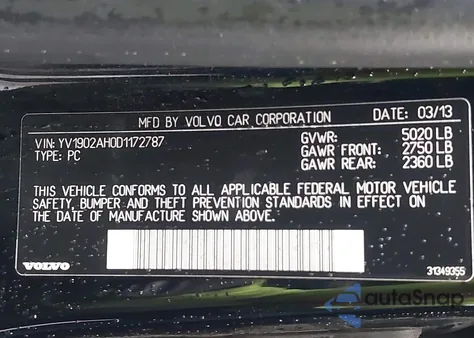 MFD BY VOLVO CAR CORPORATION DATE: 03/13
VIN: YV1902AH0D1172787 GVWR: 5020 LB
TYPE: PC GAWR FRONT: 2750 LB
GAWR REAR: 2360 LB
THIS VEHICLE CONFORMS TO ALL APPLICABLE FEDERAL MOTOR VEHICLE
SAFETY, BUMPER AND THEFT PREVENTION STANDARDS IN EFFECT ON
THE DATE OF MANUFACTURE SHOWN ABOVE.
VOLVO 31349355
autoSnap